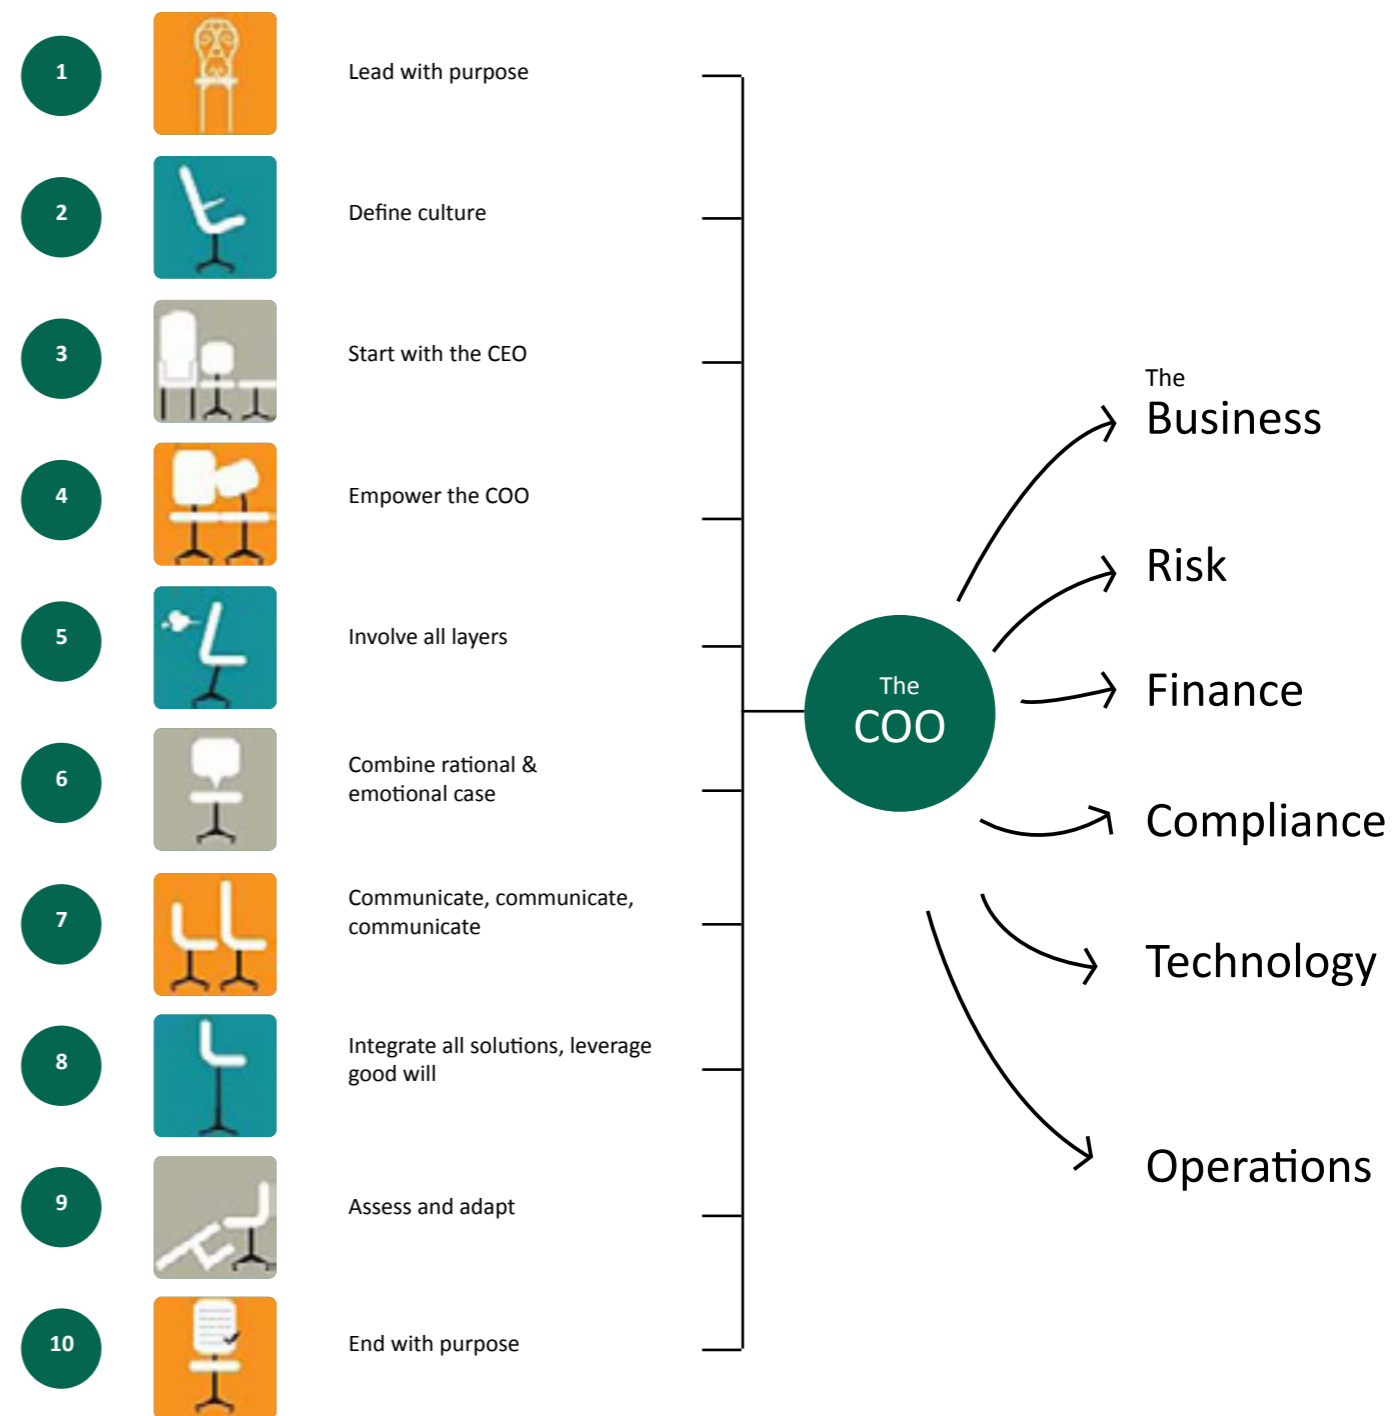 1
Lead with purpose
2
Define culture
3
Start with the CEO
4
Empower the COO
5
Involve all layers
6
Combine rational &
emotional case
7
Communicate, communicate,
communicate
8
Integrate all solutions, leverage
good will
9
Assess and adapt
10
End with purpose
The
COO
The
Business
Risk
Finance
Compliance
Technology
Operations